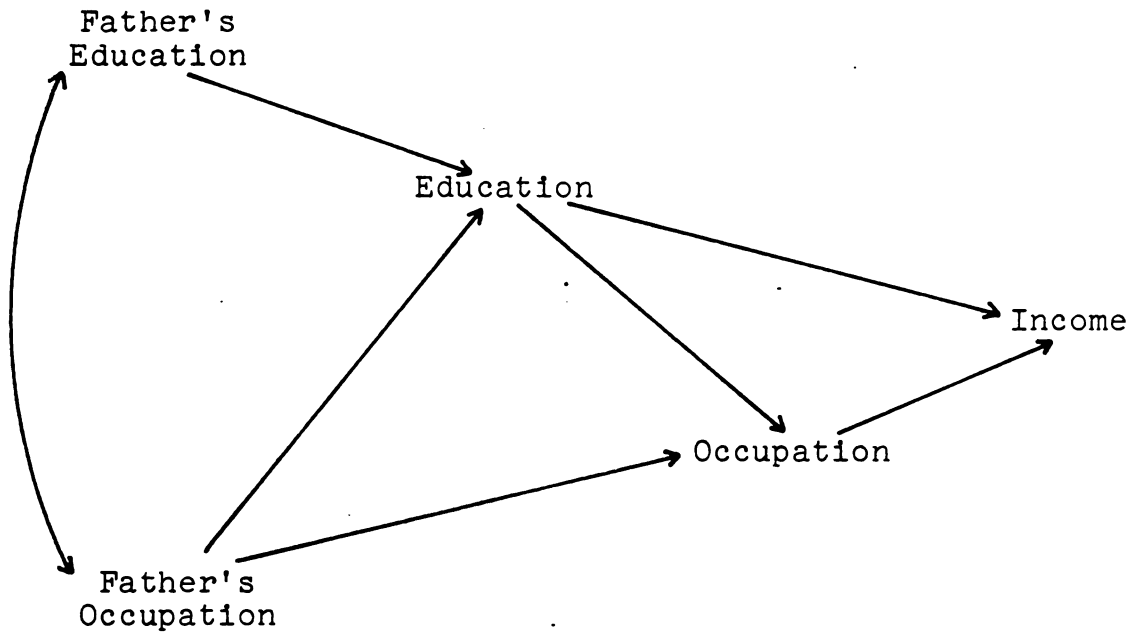 Father's
Education
Education
Income
Occupation
Father's
Occupation